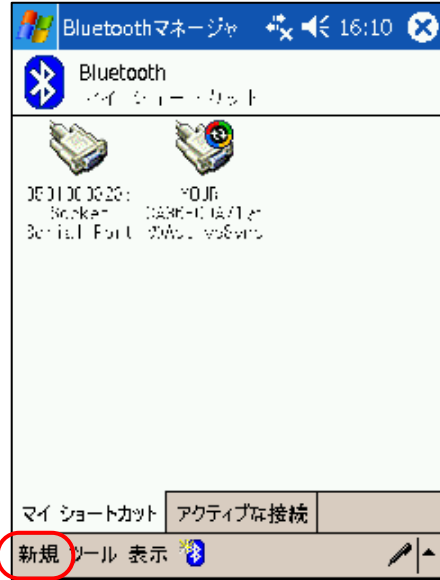 Bluetoothマネージャ 16:10
Bluetooth
マイ ショートカット
Socket
Serial Port
YOUR
マイ ショートカット アクティブな接続
新規 ツール 表示